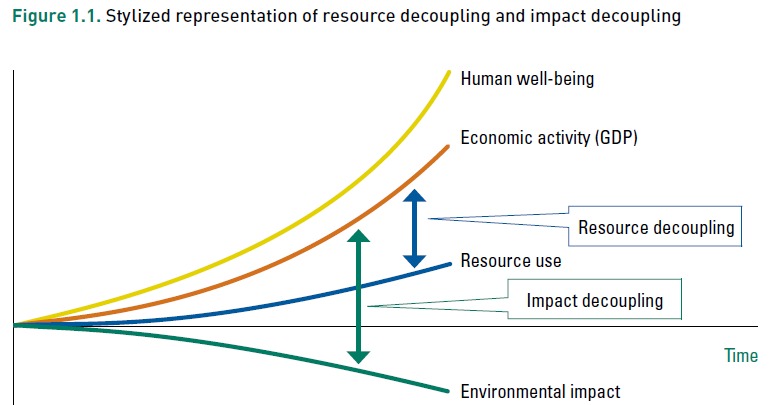 Figure 1.1. Stylized representation of resource decoupling and impact decoupling
Human well-being
Economic activity (GDP)
Resource decoupling
Resource use
Impact decoupling
Time
Environmental impact